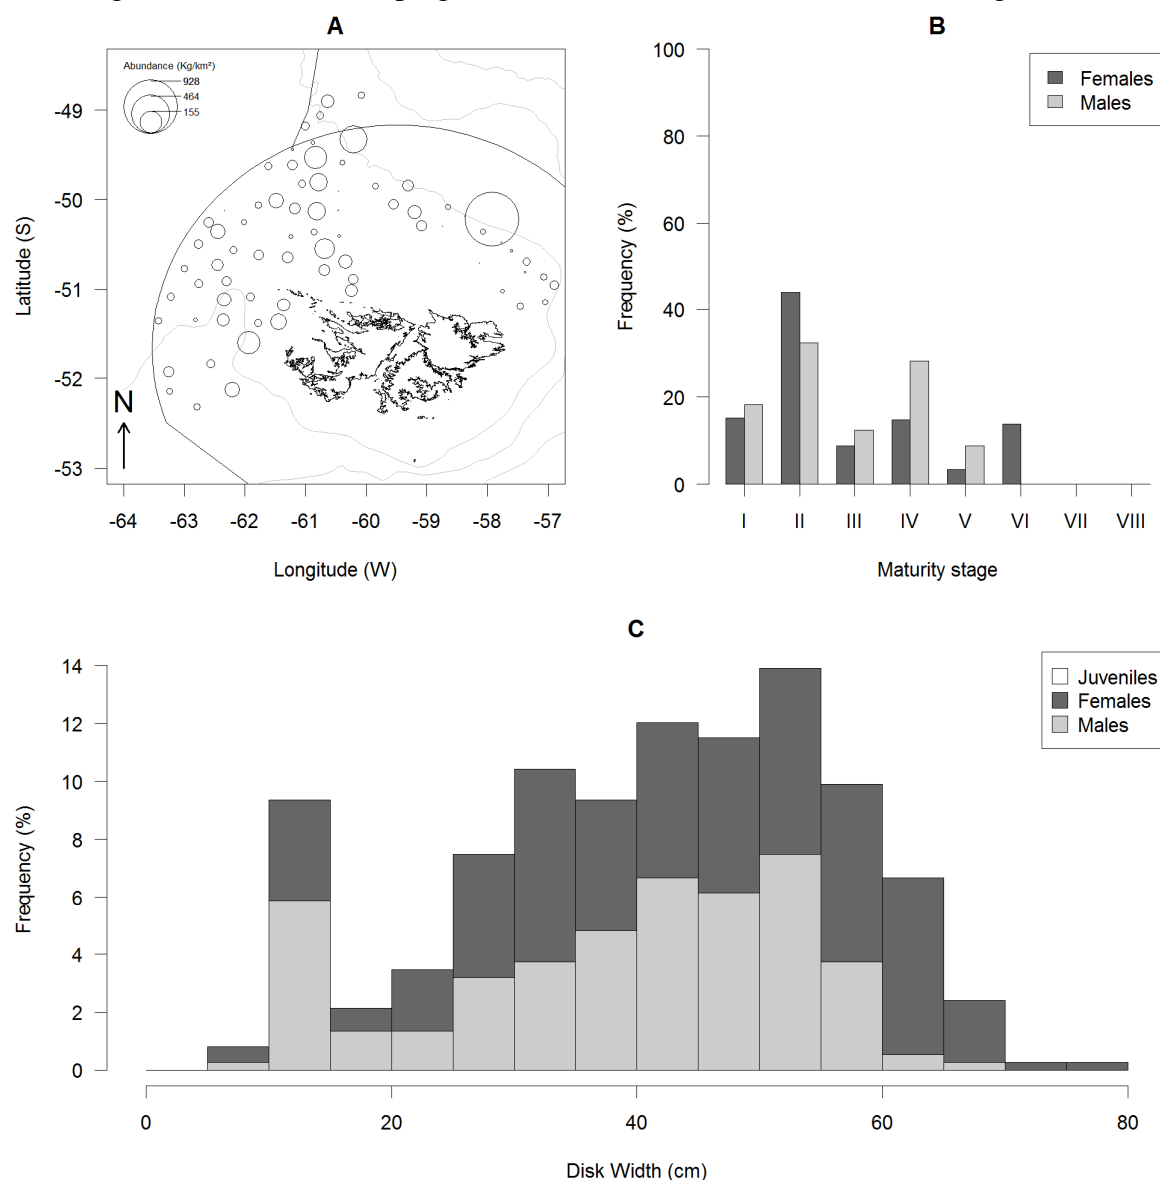 A
Abundance (Kg/km²)
928
464
155
-49
-50
-51
-52
-53
N
Latitude (S)
-64 -63 -62 -61 -60 -59 -58 -57
Longitude (W)
B
100
80
60
40
20
0
Frequency (%)
Females
Males
I II III IV V VI VII VIII
Maturity stage
C
14
12
10
8
6
4
2
0
Frequency (%)
Juveniles
Females
Males
0 20 40 60 80
Disk Width (cm)